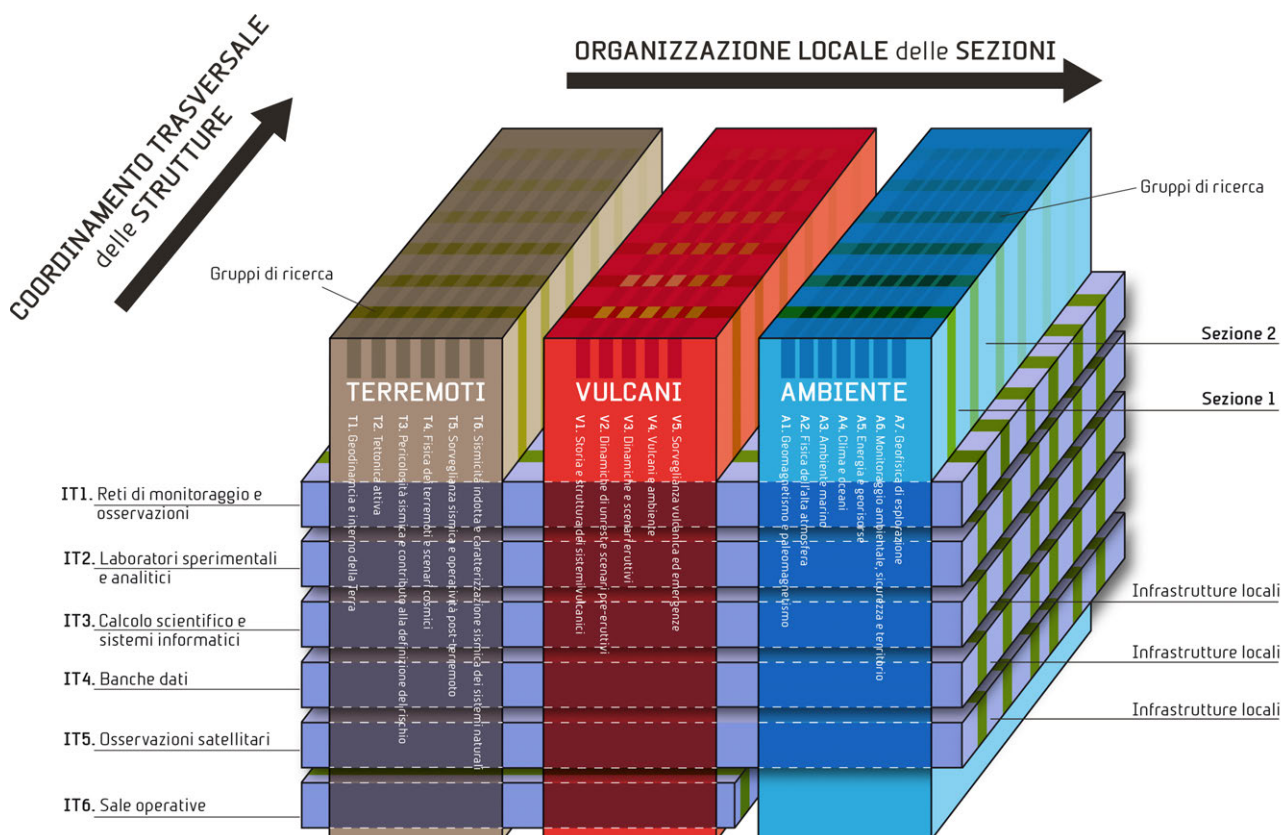 COORDINAMENTO TRASVERSALE
delle STRUTTURE
ORGANIZZAZIONE LOCALE delle SEZIONI
Gruppi di ricerca
Gruppi di ricerca
Sezione 2
Sezione 1
TERREMOTI
T1. Geodinamica e interno della Terra
T2. Tettonica attiva
T3. Pericolosità sismica e contributo alla definizione del rischio
T4. Fisica dei terremoti e scenari cosismici
T5. Sorveglianza sismica e operatività post-terremoto
T6. Sismicità indotta e caratterizzazione sismica dei sistemi naturali
VULCANI
V1. Storia e struttura dei sistemi vulcanici
V2. Dinamiche di unrest e scenari pre-eruttivi
V3. Dinamiche e scenari eruttivi
V4. Vulcani e ambiente
V5. Sorveglianza vulcanica ed emergenze
AMBIENTE
A1. Geomagnetismo e paleomagnetismo
A2. Fisica dell'alta atmosfera
A3. Ambiente marino
A4. Clima e oceani
A5. Energia e georisorse
A6. Monitoraggio ambientale, sicurezza e territorio
A7. Geofisica di esplorazione
IT1. Reti di monitoraggio e
osservazioni
IT2. Laboratori sperimentali
e analitici
IT3. Calcolo scientifico e
sistemi informatici
IT4. Banche dati
IT5. Osservazioni satellitari
IT6. Sale operative
Infrastrutture locali
Infrastrutture locali
Infrastrutture locali